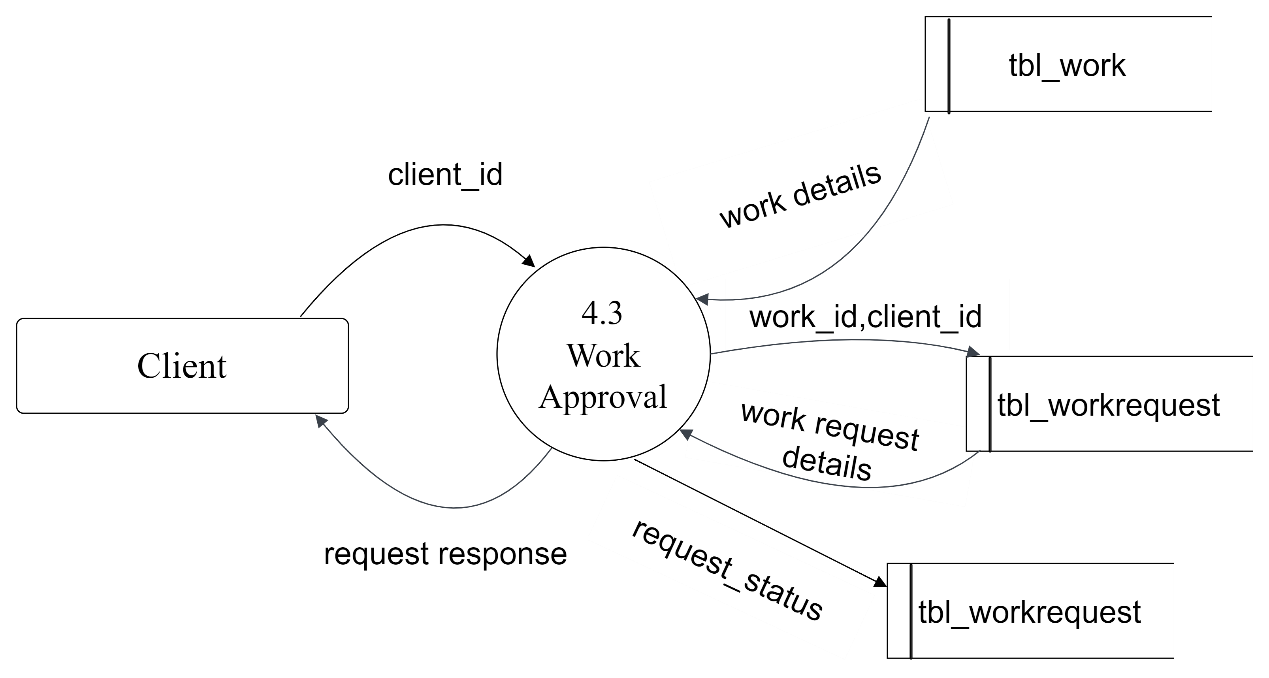 tbl_work
client_id
work details
4.3
Work
Approval
work_id,client_id
Client
tbl_workrequest
work request
details
request response
request_status
tbl_workrequest